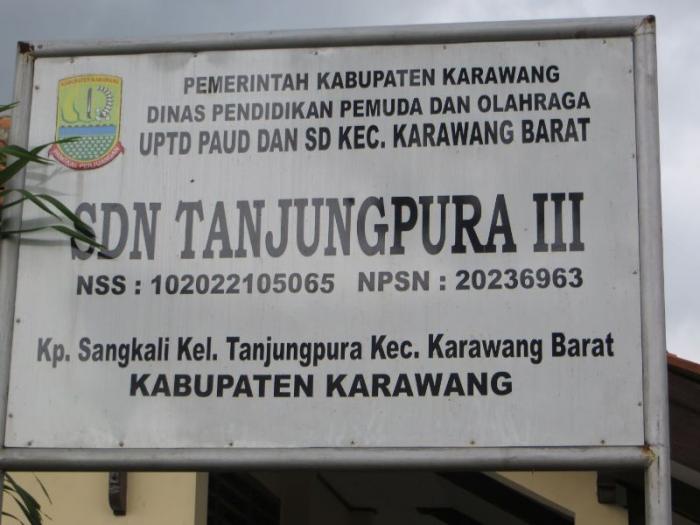 PEMERINTAH KABUPATEN KARAWANG
DINAS PENDIDIKAN PEMUDA DAN OLAHRAGA
UPTD PAUD DAN SD KEC. KARAWANG BARAT
SDN TANJUNGPURA III
NSS : 102022105065 NPSN : 20236963
Kp. Sangkali Kel. Tanjungpura Kec. Karawang Barat
KABUPATEN KARAWANG